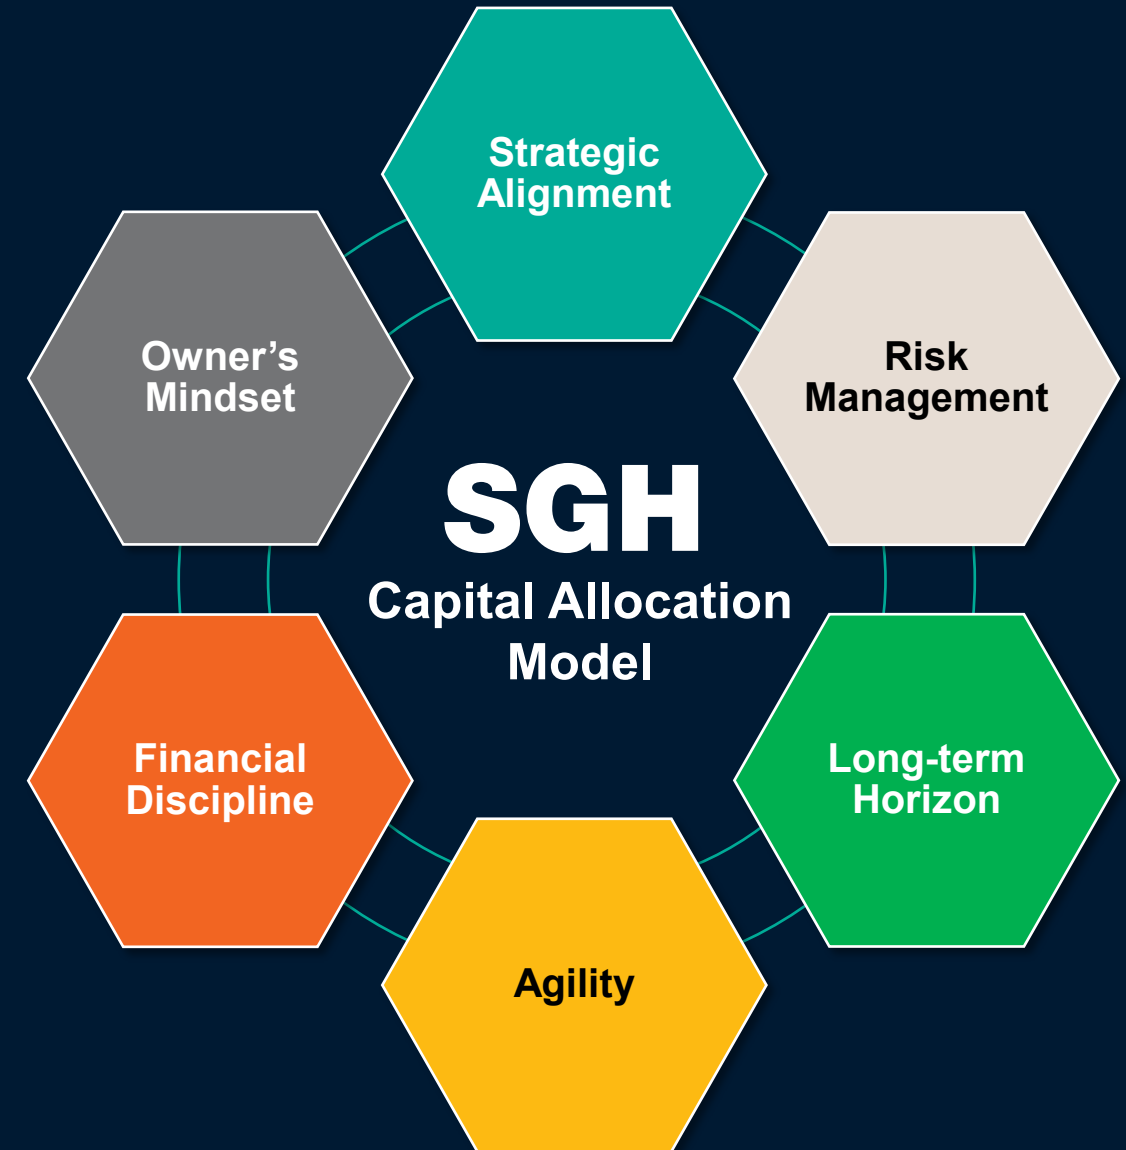 Strategic
Alignment
Owner’s
Mindset
Risk
Management
SGH
Capital Allocation
Model
Financial
Discipline
Long-term
Horizon
Agility